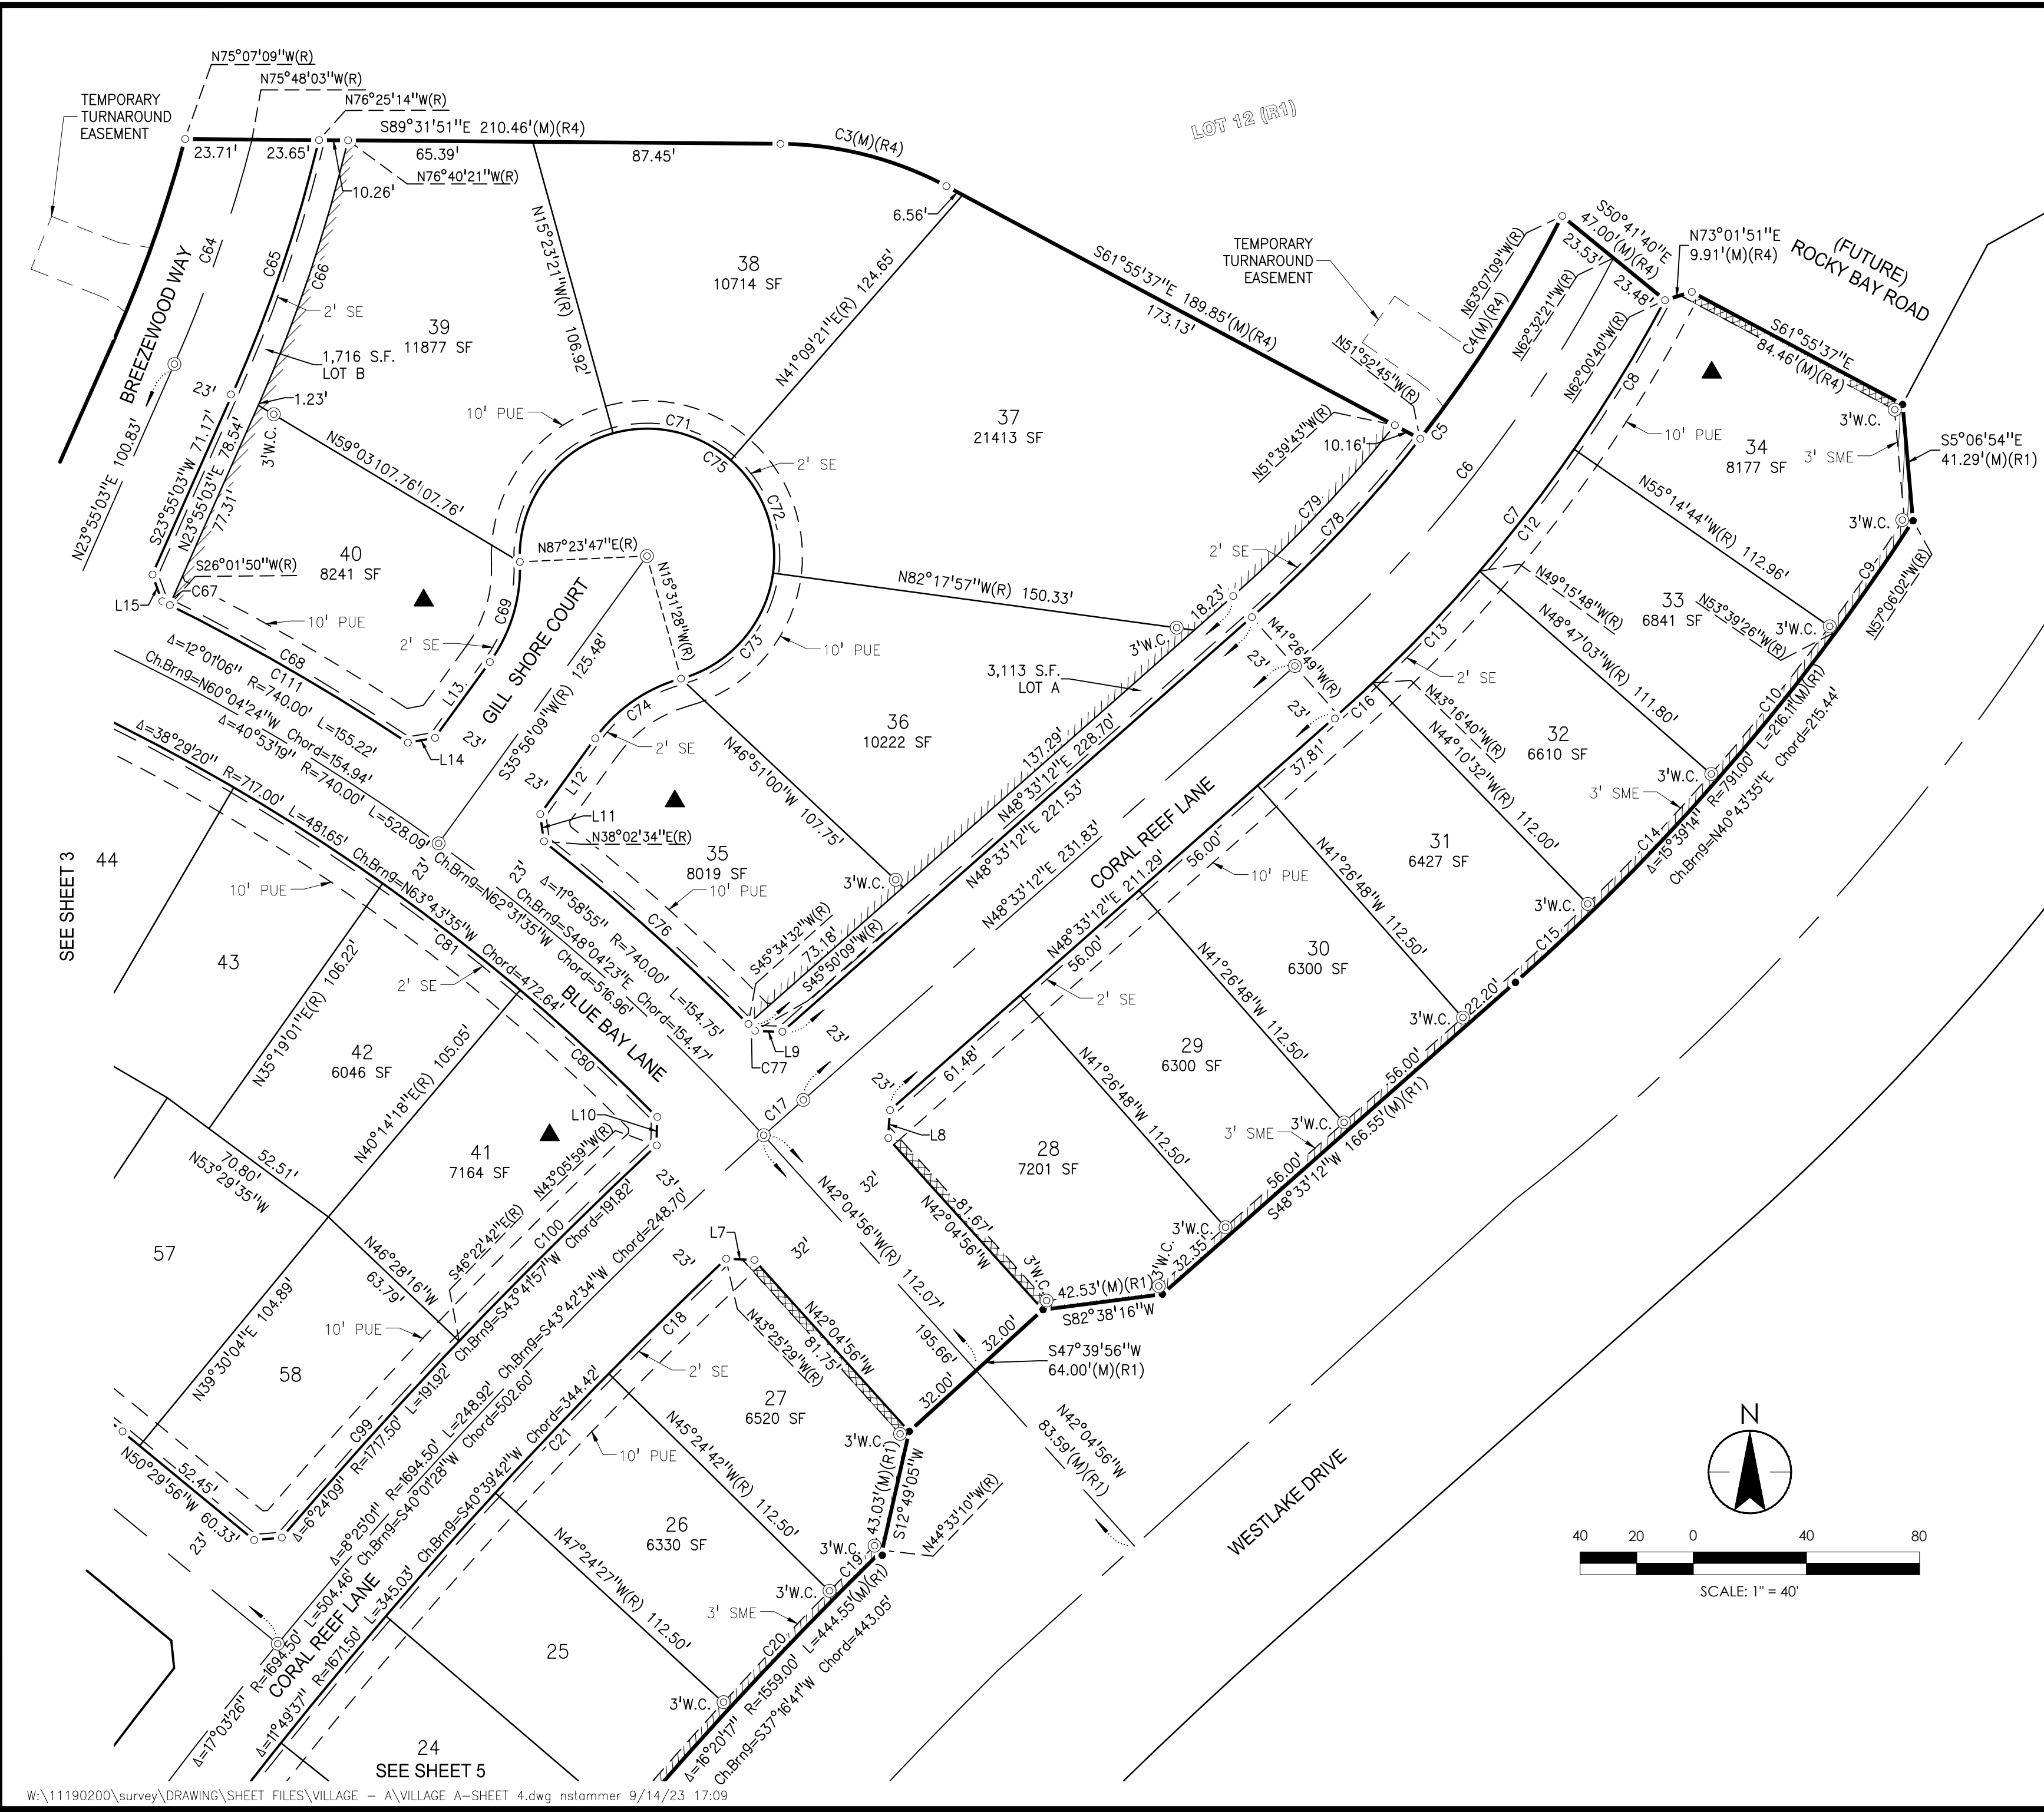 N75°07'09"W(R)
N75°48'03"W(R)
N76°25'14"W(R)
TEMPORARY
TURNAROUND
EASEMENT
S89°31'51"E 210.46'(M)(R4)
23.71'
23.65'
65.39'
87.45'
C3(M)(R4)
LOT 12 (R1)
N76°40'21"W(R)
10.26'
6.56'
BREEZEWOOD WAY
C64
C65
C66
2' SE
1,716 S.F.
LOT B
39
11877 SF
N15°23'21"W(R) 106.92'
38
10714 SF
N41°09'21"E(R) 124.65'
S61°55'37"E 189.85'(M)(R4)
173.13'
TEMPORARY
TURNAROUND
EASEMENT
N63°07'09"W(R)
C4(M)(R4)
S50°41'40"E
47.00'(M)(R4)
23.53'
23.48'
N73°01'51"E
9.91'(M)(R4)
(FUTURE)
ROCKY BAY ROAD
N62°32'21"W(R)
N62°00'40"W(R)
S61°55'37"E
84.46'(M)(R4)
N51°52'45"W(R)
N51°39'43"W(R)
10.16'
C5
C6
C7
C8
C12
10' PUE
34
8177 SF
3'W.C.
3' SME
S5°06'54"E
41.29'(M)(R1)
3'W.C.
23'
1.23'
3'W.C.
N23°55'03"E 100.83'
S23°55'03"W 71.17'
N23°55'03"E 78.54'
77.31'
10' PUE
C71
C75
2' SE
C72
37
21413 SF
C79
C78
2' SE
N59°03 107.76' 07.76'
40
8241 SF
S26°01'50"W(R)
C67
L15
10' PUE
2' SE
C69
N87°23'47"E(R)
N15°31'28"W(R)
N82°17'57"W(R) 150.33'
18.23'
3'W.C.
C73
10' PUE
GILL SHORE COURT
L13
C68
C111
L14
23'
Δ=12°01'06" R=740.00' L=155.22'
Ch.Brng=N60°04'24"W Chord=154.94'
S35°56'09"W(R) 125.48'
C74
2' SE
L12
23'
L11
N38°02'34"E(R)
N46°51'00"W 107.75'
36
10222 SF
3,113 S.F.
LOT A
137.29'
N48°33'12"E 228.70'
N48°33'12"E 221.53'
N48°33'12"E 231.83'
CORAL REEF LANE
N41°26'49"W(R)
23'
23'
37.81'
C16
C13
2' SE
N55°14'44"W(R) 112.96'
N49°15'48"W(R)
33
6841 SF
N53°39'26"W(R)
3'W.C.
C9
N57°06'02"W(R)
N48°47'03"W(R) 111.80'
N43°16'40"W(R)
32
6610 SF
C10
3'W.C.
3' SME
Δ=15°39'14" R=791.00' L=216.11'(M)(R1)
Ch.Brng=N40°43'35"E Chord=215.44'
N44°10'32"W(R) 112.00'
31
6427 SF
C14
3'W.C.
C15
N48°33'12"E 211.29'
56.00'
56.00'
10' PUE
2' SE
N41°26'48"W 112.50'
30
6300 SF
22.20'
3'W.C.
N41°26'48"W 112.50'
29
6300 SF
56.00'
3'W.C.
S48°33'12"W 166.55'(M)(R1)
3' SME
56.00'
61.48'
23'
L8
N41°26'48"W 112.50'
28
7201 SF
3'W.C.
32.35'
3'W.C.
SEE SHEET 3
44
Δ=38°29'20" R=717.00' L=481.65' Ch.Brng=N63°43'35"W Chord=472.64'
Δ=40°53'19" R=740.00' L=528.09' Ch.Brng=N62°31'35"W Chord=516.96'
23'
23'
Δ=11°58'55" R=740.00' L=154.75'
Ch.Brng=S48°04'23"E Chord=154.47'
35
8019 SF
10' PUE
C76
3'W.C.
S45°34'32"W(R)
73.18'
S45°50'09"W(R)
L9
C77
23'
C17
10' PUE
43
C81
2' SE
BLUE BAY LANE
C80
N35°19'01"E(R) 106.22'
42
6046 SF
N40°14'18"E(R) 105.05'
L10
41
7164 SF
N43°05'59"W(R)
52.51'
70.80'
N53°29'35"W
57
N46°28'16"W
63.79'
S46°22'42"E(R)
23'
10' PUE
N39°30'04"E 104.89'
58
C99
C100
Δ=6°24'09" R=1717.50' L=191.92' Ch.Brng=S43°41'57"W Chord=191.82'
Δ=8°25'01" R=1694.50' L=248.92' Ch.Brng=S43°42'34"W Chord=248.70'
Δ=17°03'26" R=1694.50' L=504.46' Ch.Brng=S40°01'28"W Chord=502.60'
Δ=11°49'37" R=1671.50' L=345.03' Ch.Brng=S40°39'42"W Chord=344.42'
52.45'
N50°29'56"W 60.33'
23'
CORAL REEF LANE
23'
L7
32'
32'
N42°04'56"W(R) 112.07'
195.66'
N42°04'56"W
81.67'
3'W.C.
42.53'(M)(R1)
S82°38'16"W
32.00'
32.00'
S47°39'56"W
64.00'(M)(R1)
N42°04'56"W
83.59'(M)(R1)
C18
N43°25'29"W(R)
N42°04'56"W
81.75'
2' SE
27
6520 SF
3'W.C.
43.03'(M)(R1)
S12°49'05"W
N44°33'10"W(R)
C21
10' PUE
N45°24'42"W(R) 112.50'
26
6330 SF
3'W.C.
C19
3'W.C.
N47°24'27"W(R) 112.50'
3' SME
C20
3'W.C.
Δ=16°20'17" R=1559.00' L=444.55'(M)(R1)
Ch.Brng=S37°16'41"W Chord=443.05'
25
24
SEE SHEET 5
WESTLAKE DRIVE
N
40 20 0 40 80
SCALE: 1" = 40'
W:\11190200\survey\DRAWING\SHEET FILES\VILLAGE - A\VILLAGE A-SHEET 4.dwg nstammer 9/14/23 17:09